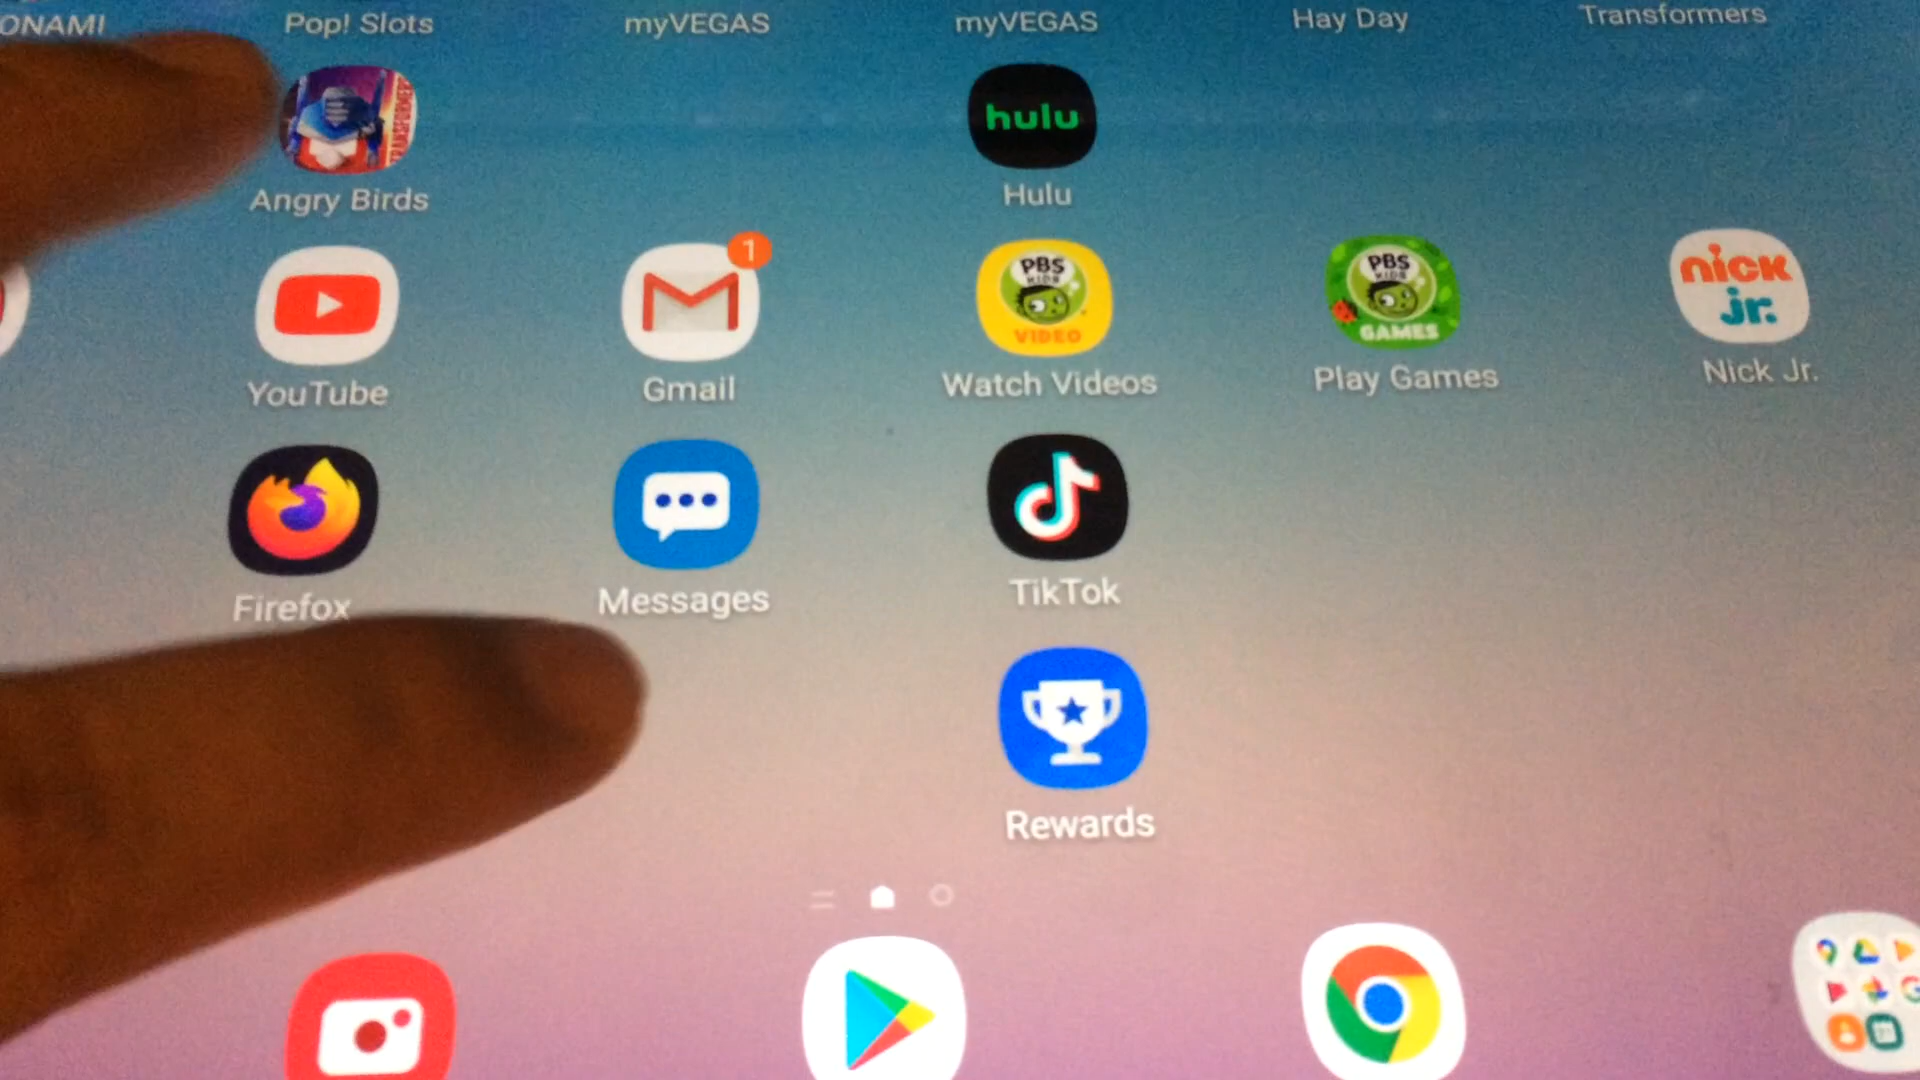 ONAMI
Pop! Slots
myVEGAS
myVEGAS
Hay Day
Transformers
TRANSFORMERS
hulu
Angry Birds
Hulu
1
PBS
KIDS
VIDEO
PBS
KIDS
GAMES
nick
jr.
YouTube
Gmail
Watch Videos
Play Games
Nick Jr.
Firefox
Messages
TikTok
Rewards